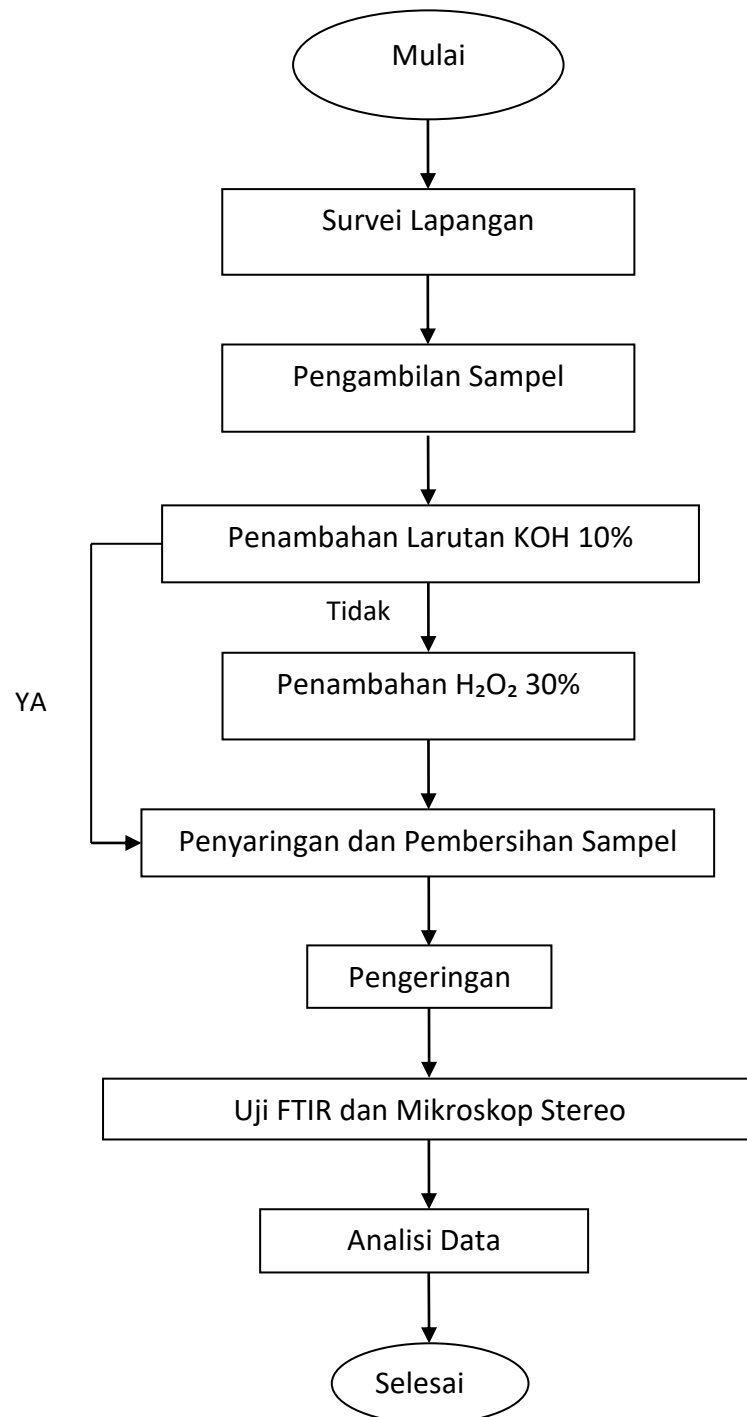 Mulai
Survei Lapangan
Pengambilan Sampel
Penambahan Larutan KOH 10%
Tidak
Penambahan H₂O₂ 30%
YA
Penyaringan dan Pembersihan Sampel
Pengeringan
Uji FTIR dan Mikroskop Stereo
Analisi Data
Selesai